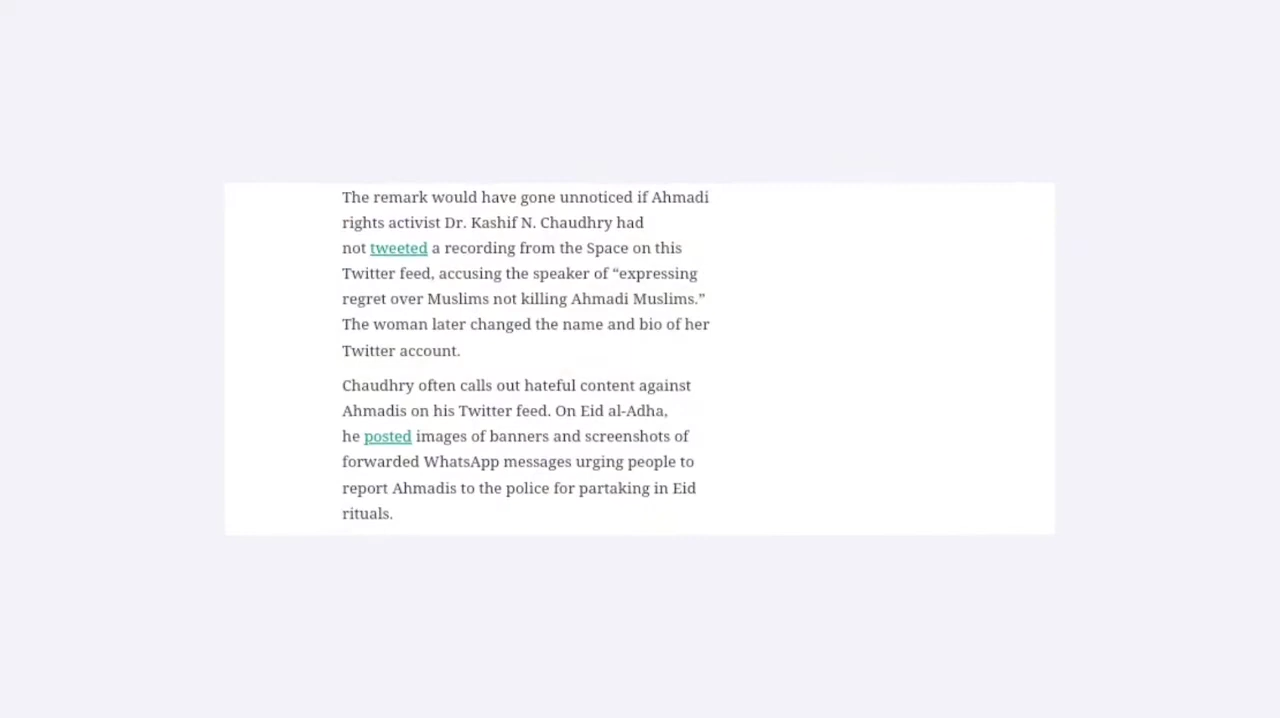 The remark would have gone unnoticed if Ahmadi
rights activist Dr. Kashif N. Chaudhry had
not tweeted a recording from the Space on this
Twitter feed, accusing the speaker of “expressing
regret over Muslims not killing Ahmadi Muslims.”
The woman later changed the name and bio of her
Twitter account.
Chaudhry often calls out hateful content against
Ahmadis on his Twitter feed. On Eid al-Adha,
he posted images of banners and screenshots of
forwarded WhatsApp messages urging people to
report Ahmadis to the police for partaking in Eid
rituals.